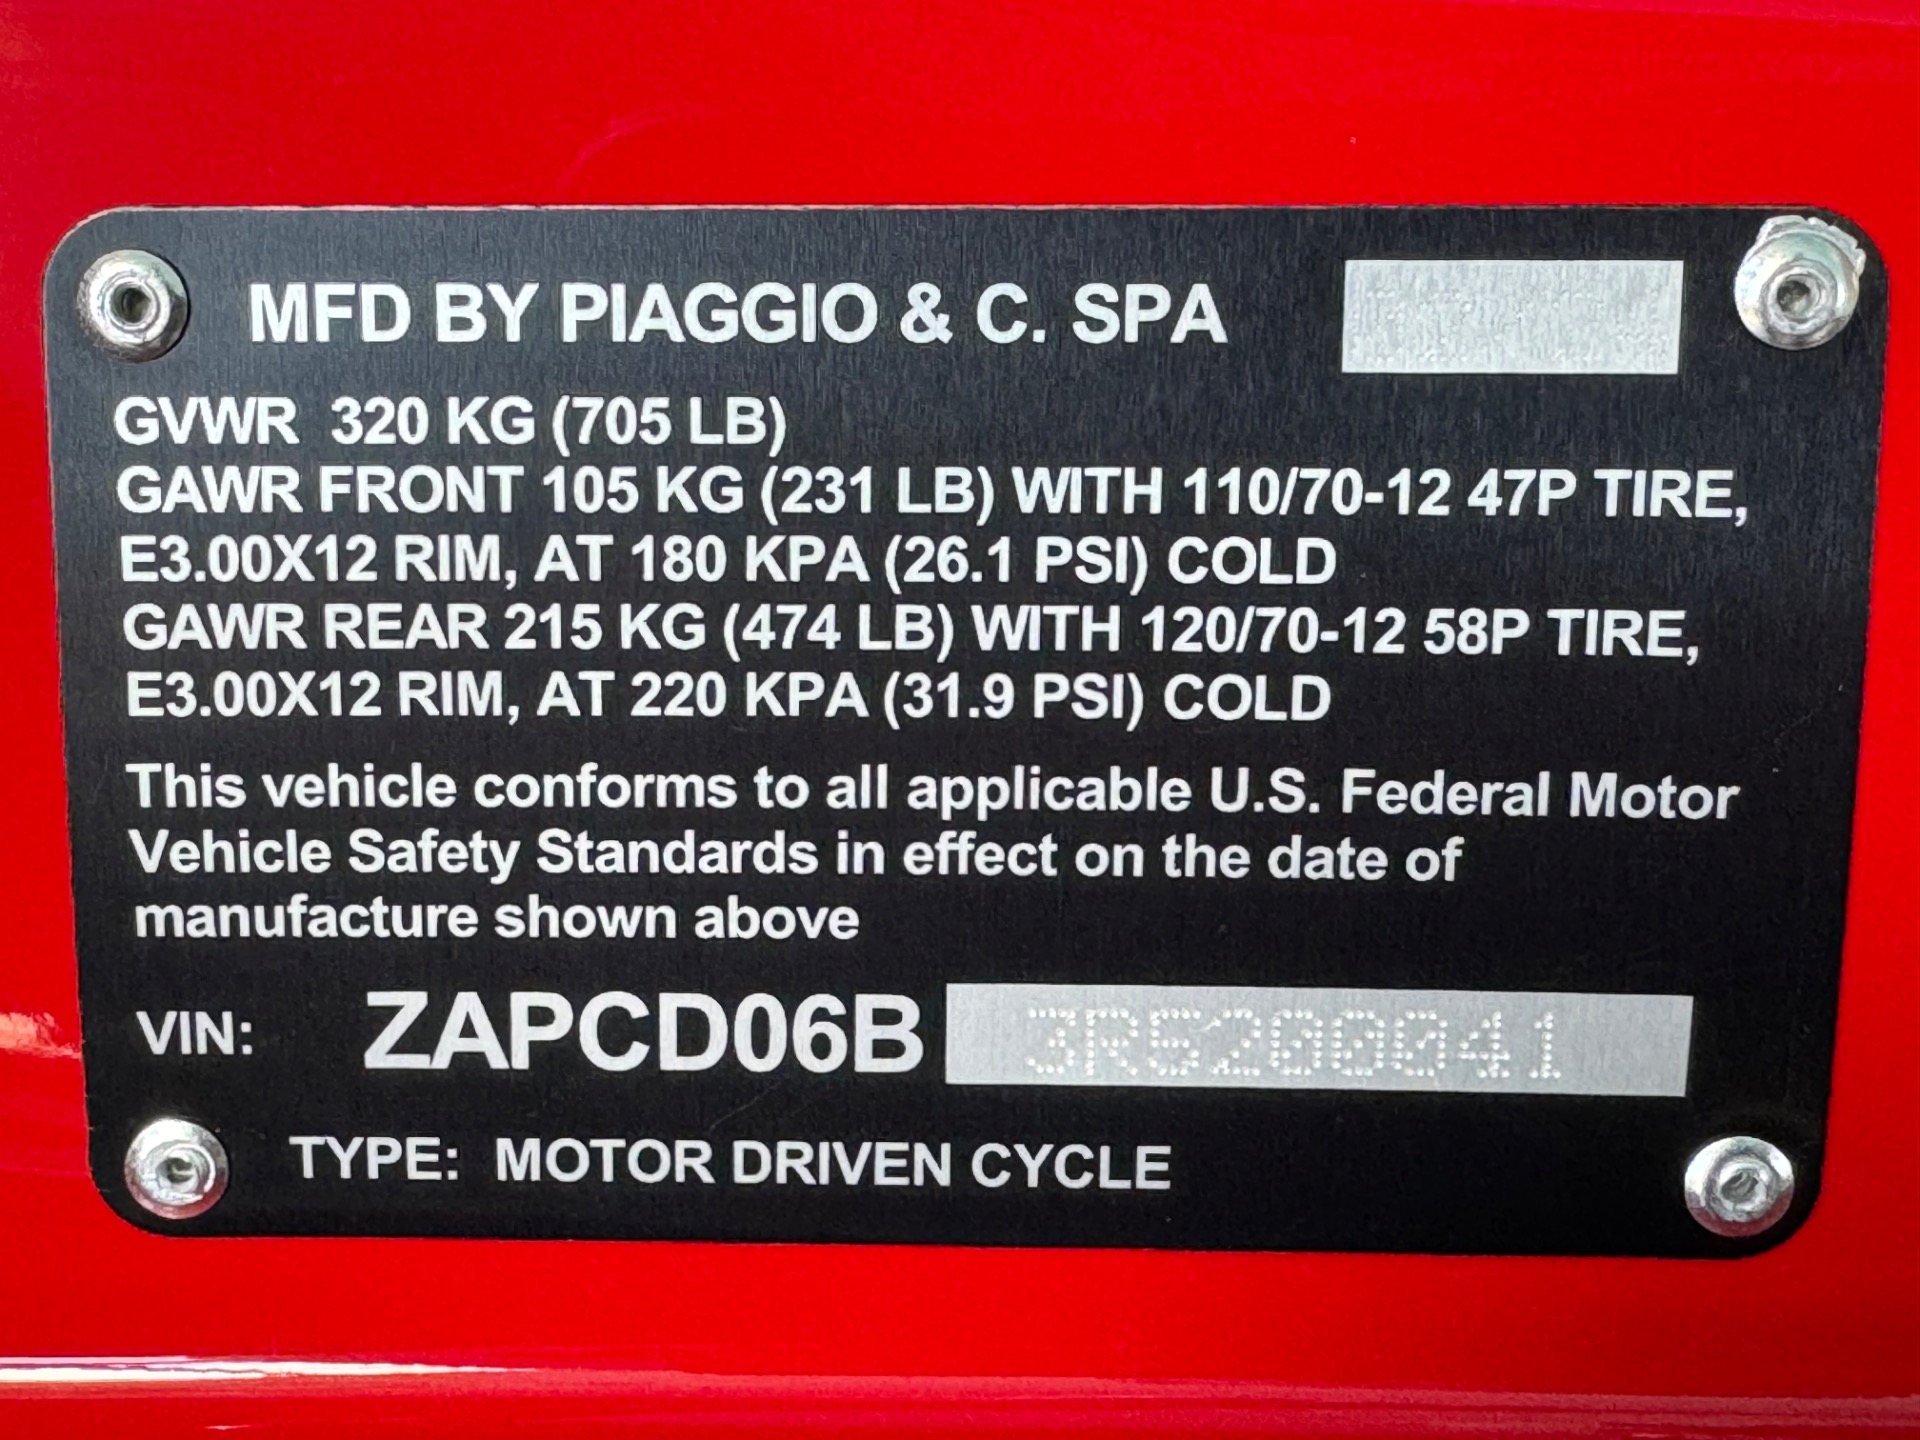 MFD BY PIAGGIO & C. SPA
GVWR 320 KG (705 LB)
GAWR FRONT 105 KG (231 LB) WITH 110/70-12 47P TIRE,
E3.00X12 RIM, AT 180 KPA (26.1 PSI) COLD
GAWR REAR 215 KG (474 LB) WITH 120/70-12 58P TIRE,
E3.00X12 RIM, AT 220 KPA (31.9 PSI) COLD
This vehicle conforms to all applicable U.S. Federal Motor
Vehicle Safety Standards in effect on the date of
manufacture shown above
VIN: ZAPCD06B 3R5200041
TYPE: MOTOR DRIVEN CYCLE